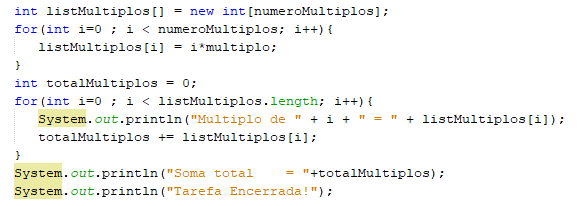 int listMultiplos[] = new int[numeroMultiplos];
for(int i=0 ; i < numeroMultiplos; i++){
listMultiplos[i] = i*multiplo;
}
int totalMultiplos = 0;
for(int i=0 ; i < listMultiplos.length; i++){
System.out.println("Multiplo de " + i + " = " + listMultiplos[i]);
totalMultiplos += listMultiplos[i];
}
System.out.println("Soma total    = "+totalMultiplos);
System.out.println("Tarefa Encerrada!");